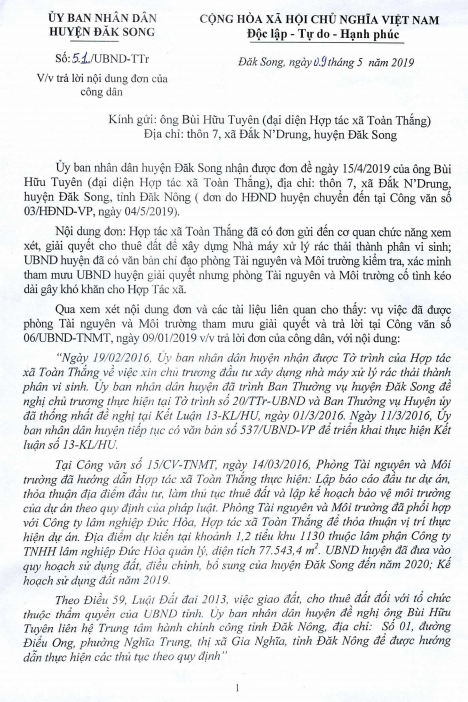 ỦY BAN NHÂN DÂN
HUYỆN ĐĂK SONG
CỘNG HÒA XÃ HỘI CHỦ NGHĨA VIỆT NAM
Độc lập - Tự do - Hạnh phúc
Số: 51/UBND-TTr
V/v trả lời nội dung đơn của
công dân
Đăk Song, ngày 09 tháng 5 năm 2019
Kính gửi: ông Bùi Hữu Tuyên (đại diện Hợp tác xã Toàn Thắng)
Địa chỉ: thôn 7, xã Đắk N'Drung, huyện Đăk Song
Ủy ban nhân dân huyện Đăk Song nhận được đơn đề ngày 15/4/2019 của ông Bùi
Hữu Tuyên (đại diện Hợp tác xã Toàn Thắng), địa chỉ: thôn 7, xã Đắk N'Drung,
huyện Đăk Song, tỉnh Đăk Nông ( đơn do HĐND huyện chuyển đến tại Công văn số
03/HĐND-VP, ngày 04/5/2019).
Nội dung đơn: Hợp tác xã Toàn Thắng đã có đơn gửi đến cơ quan chức năng xem
xét, giải quyết cho thuê đất để xây dựng Nhà máy xử lý rác thải thành phân vi sinh;
UBND huyện đã có văn bản chỉ đạo phòng Tài nguyên và Môi trường kiểm tra, xác minh
tham mưu UBND huyện giải quyết nhưng phòng Tài nguyên và Môi trường cố tình kéo
dài gây khó khăn cho Hợp Tác xã.
Qua xem xét nội dung đơn và các tài liệu liên quan cho thấy: vụ việc đã được
phòng Tài nguyên và Môi trường tham mưu giải quyết và trả lời tại Công văn số
06/UBND-TNMT, ngày 09/01/2019 v/v trả lời đơn của công dân, với nội dung:
"Ngày 19/02/2016, Ủy ban nhân dân huyện nhận được Tờ trình của Hợp tác
xã Toàn Thắng về việc xin chủ trương đầu tư xây dựng nhà máy xử lý rác thải thành
phân vi sinh. Ủy ban nhân dân huyện đã trình Ban Thường vụ huyện Đăk Song đề
nghị chủ trương thực hiện tại Tờ trình số 20/TTr-UBND và Ban Thường vụ Huyện ủy
đã thống nhất đề nghị tại Kết Luận 13-KL/HU, ngày 01/3/2016. Ngày 11/3/2016, Ủy
ban nhân dân huyện tiếp tục có văn bản số 537/UBND-VP để triển khai thực hiện Kết
luận số 13-KL/HU.
Tại Công văn số 15/CV-TNMT, ngày 14/03/2016, Phòng Tài nguyên và Môi
trường đã hướng dẫn Hợp tác xã Toàn Thắng thực hiện: Lập báo cáo đầu tư dự án,
thỏa thuận địa điểm đầu tư, làm thủ tục thuê đất và lập kế hoạch bảo vệ môi trường
của dự án theo quy định của pháp luật. Phòng Tài nguyên và Môi trường đã phối hợp
với Công ty lâm nghiệp Đức Hòa, Hợp tác xã Toàn Thắng để thỏa thuận vị trí thực
hiện dự án. Địa điểm dự kiến tại khoảnh 1,2 tiểu khu 1130 thuộc lâm phận Công ty
TNHH lâm nghiệp Đức Hòa quản lý, diện tích 77.543,4 m². UBND huyện đã đưa vào
quy hoạch sử dụng đất, điều chỉnh, bổ sung của huyện Đăk Song đến năm 2020; Kế
hoạch sử dụng đất năm 2019.
Theo Điều 59, Luật Đất đai 2013, việc giao đất, cho thuê đất đối với tổ chức
thuộc thẩm quyền của UBND tỉnh. Ủy ban nhân dân huyện đề nghị ông Bùi Hữu
Tuyên liên hệ Trung tâm hành chính công tỉnh Đăk Nông, địa chỉ: Số 01, đường
Điểu Ong, phường Nghĩa Trung, thị xã Gia Nghĩa, tỉnh Đăk Nông để được hướng
dẫn thực hiện các thủ tục theo quy định"
1